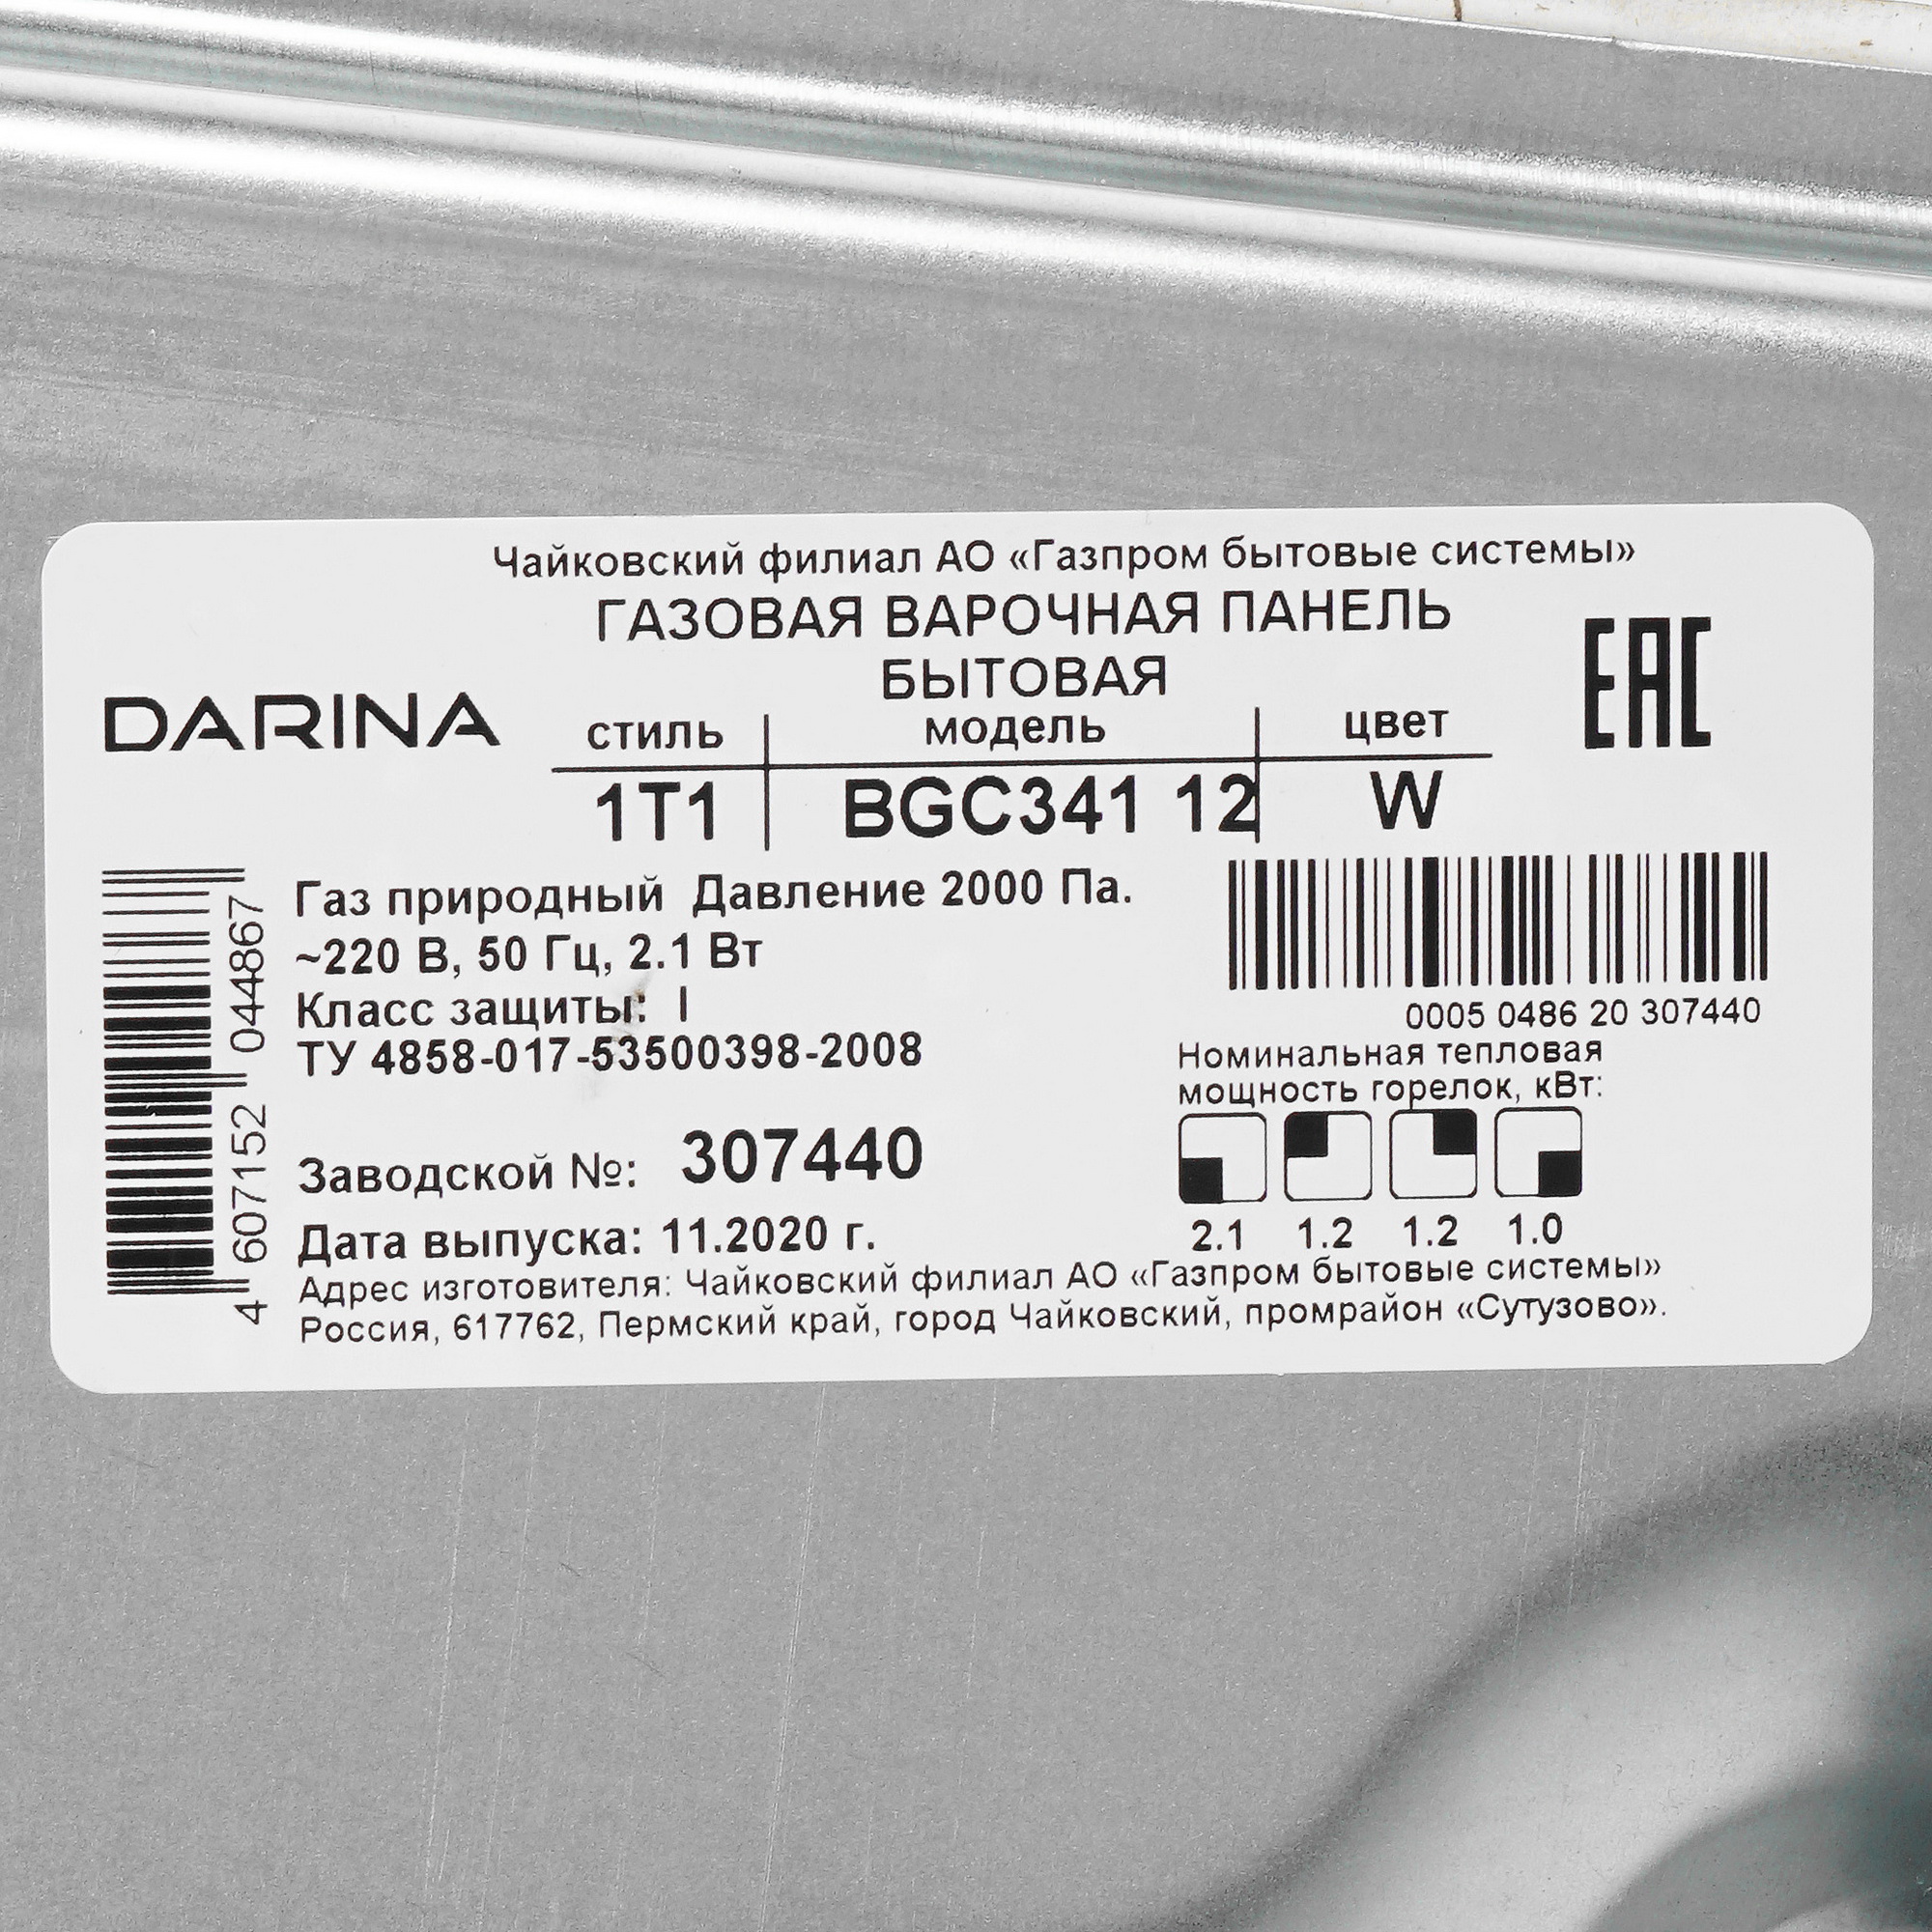 Чайковский филиал АО «Газпром бытовые системы»
ГАЗОВАЯ ВАРОЧНАЯ ПАНЕЛЬ
БЫТОВАЯ
DARINA
EAC
стиль модель цвет
1T1 BGC341 12 W
Газ природный Давление 2000 Па.
~220 В, 50 Гц, 2.1 Вт
Класс защиты: I
ТУ 4858-017-53500398-2008
Заводской №: 307440
Дата выпуска: 11.2020 г.
4 607152 044867
0005 0486 20 307440
Номинальная тепловая
мощность горелок, кВт:
2.1 1.2 1.2 1.0
Адрес изготовителя: Чайковский филиал АО «Газпром бытовые системы»
Россия, 617762, Пермский край, город Чайковский, промрайон «Сутузово».